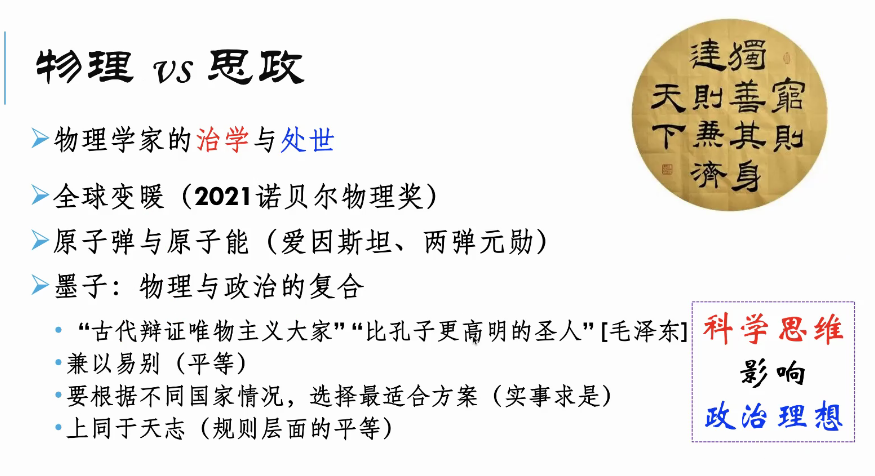 物理 vs 思政
窮則
獨善其身
達則兼濟
天下
物理学家的治学与处世
全球变暖（2021诺贝尔物理奖）
原子弹与原子能（爱因斯坦、两弹元勋）
墨子：物理与政治的复合
“古代辩证唯物主义大家” “比孔子更高明的圣人” [毛泽东]
兼以易别（平等）
要根据不同国家情况，选择最适合方案（实事求是）
上同于天志（规则层面的平等）
科学思维
影响
政治理想